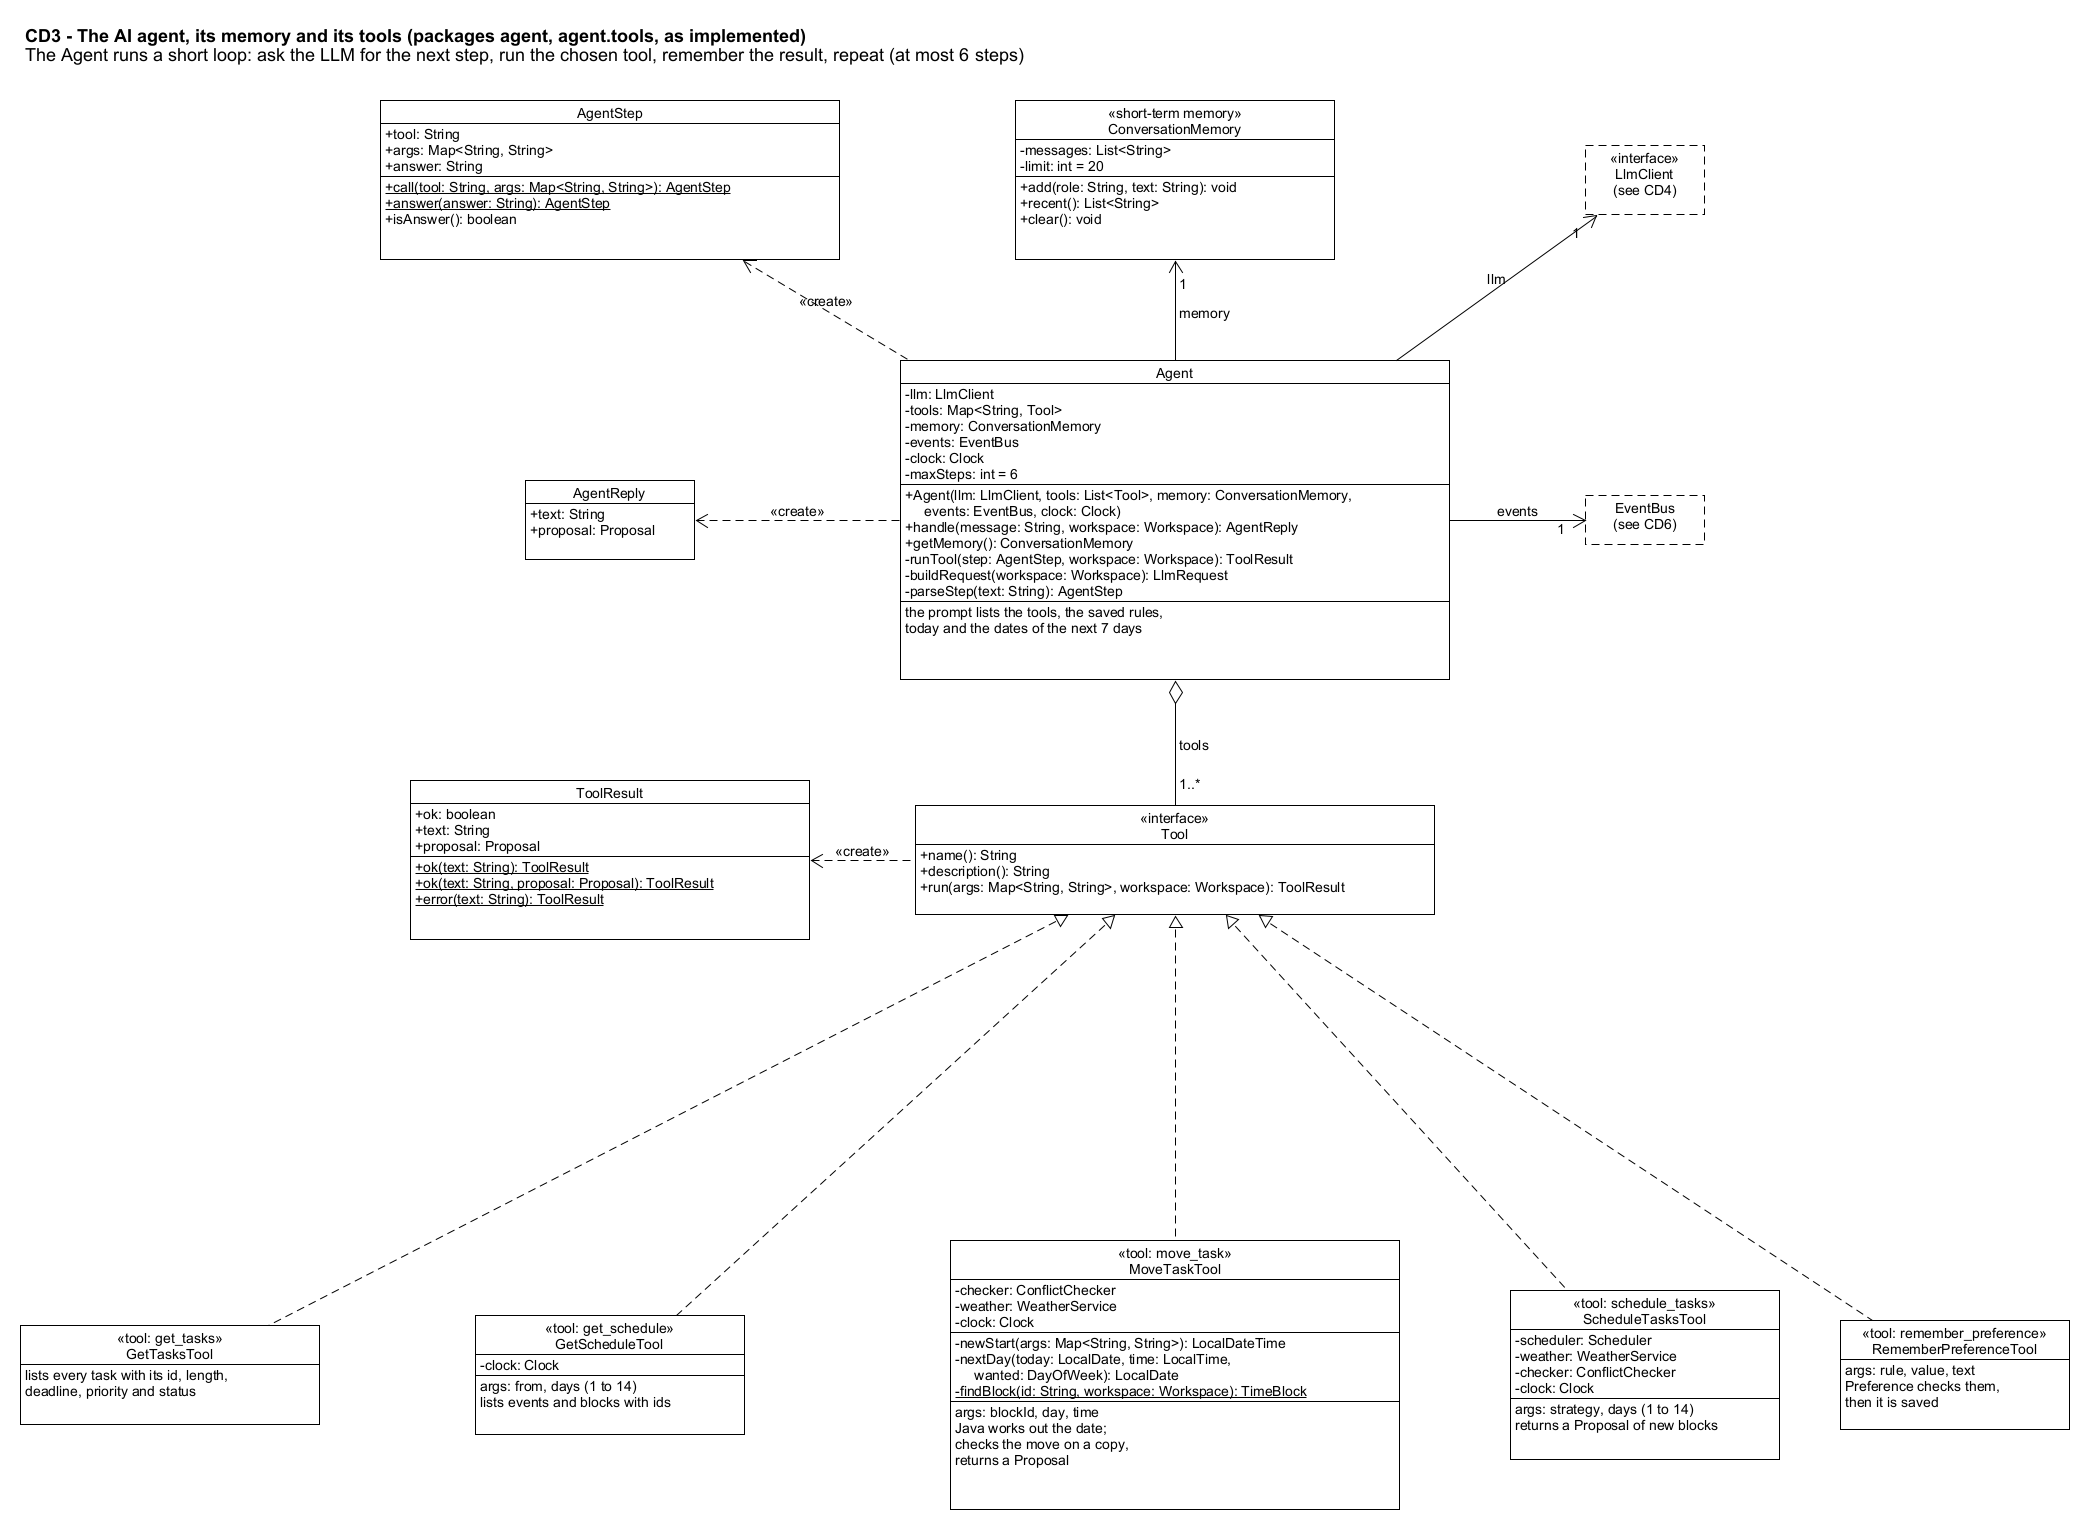 CD3 - The AI agent, its memory and its tools (packages agent, agent.tools, as implemented)
The Agent runs a short loop: ask the LLM for the next step, run the chosen tool, remember the result, repeat (at most 6 steps)
AgentStep
+tool: String
+args: Map<String, String>
+answer: String
+call(tool: String, args: Map<String, String>): AgentStep
+answer(answer: String): AgentStep
+isAnswer(): boolean
«short-term memory»
ConversationMemory
-messages: List<String>
-limit: int = 20
+add(role: String, text: String): void
+recent(): List<String>
+clear(): void
«interface»
LlmClient
(see CD4)
1
llm
«create»
1
memory
Agent
-llm: LlmClient
-tools: Map<String, Tool>
-memory: ConversationMemory
-events: EventBus
-clock: Clock
-maxSteps: int = 6
+Agent(llm: LlmClient, tools: List<Tool>, memory: ConversationMemory,
events: EventBus, clock: Clock)
+handle(message: String, workspace: Workspace): AgentReply
+getMemory(): ConversationMemory
-runTool(step: AgentStep, workspace: Workspace): ToolResult
-buildRequest(workspace: Workspace): LlmRequest
-parseStep(text: String): AgentStep
the prompt lists the tools, the saved rules,
today and the dates of the next 7 days
AgentReply
+text: String
+proposal: Proposal
«create»
events
1
EventBus
(see CD6)
tools
1..*
ToolResult
+ok: boolean
+text: String
+proposal: Proposal
+ok(text: String): ToolResult
+ok(text: String, proposal: Proposal): ToolResult
+error(text: String): ToolResult
«create»
«interface»
Tool
+name(): String
+description(): String
+run(args: Map<String, String>, workspace: Workspace): ToolResult
«tool: get_tasks»
GetTasksTool
lists every task with its id, length,
deadline, priority and status
«tool: get_schedule»
GetScheduleTool
-clock: Clock
args: from, days (1 to 14)
lists events and blocks with ids
«tool: move_task»
MoveTaskTool
-checker: ConflictChecker
-weather: WeatherService
-clock: Clock
-newStart(args: Map<String, String>): LocalDateTime
-nextDay(today: LocalDate, time: LocalTime,
wanted: DayOfWeek): LocalDate
-findBlock(id: String, workspace: Workspace): TimeBlock
args: blockId, day, time
Java works out the date;
checks the move on a copy,
returns a Proposal
«tool: schedule_tasks»
ScheduleTasksTool
-scheduler: Scheduler
-weather: WeatherService
-checker: ConflictChecker
-clock: Clock
args: strategy, days (1 to 14)
returns a Proposal of new blocks
«tool: remember_preference»
RememberPreferenceTool
args: rule, value, text
Preference checks them,
then it is saved